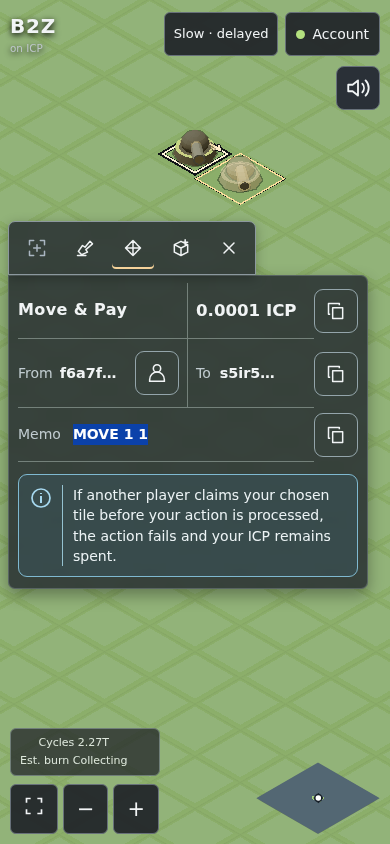 B2Z
on ICP
Slow · delayed
Account
Move & Pay
0.0001 ICP
From f6a7f...
To s5ir5...
Memo MOVE 1 1
If another player claims your chosen
tile before your action is processed,
the action fails and your ICP remains
spent.
Cycles 2.27T
Est. burn Collecting